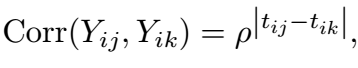 Corr(Y_{ij}, Y_{ik}) = ρ^{|t_{ij}−t_{ik}|},